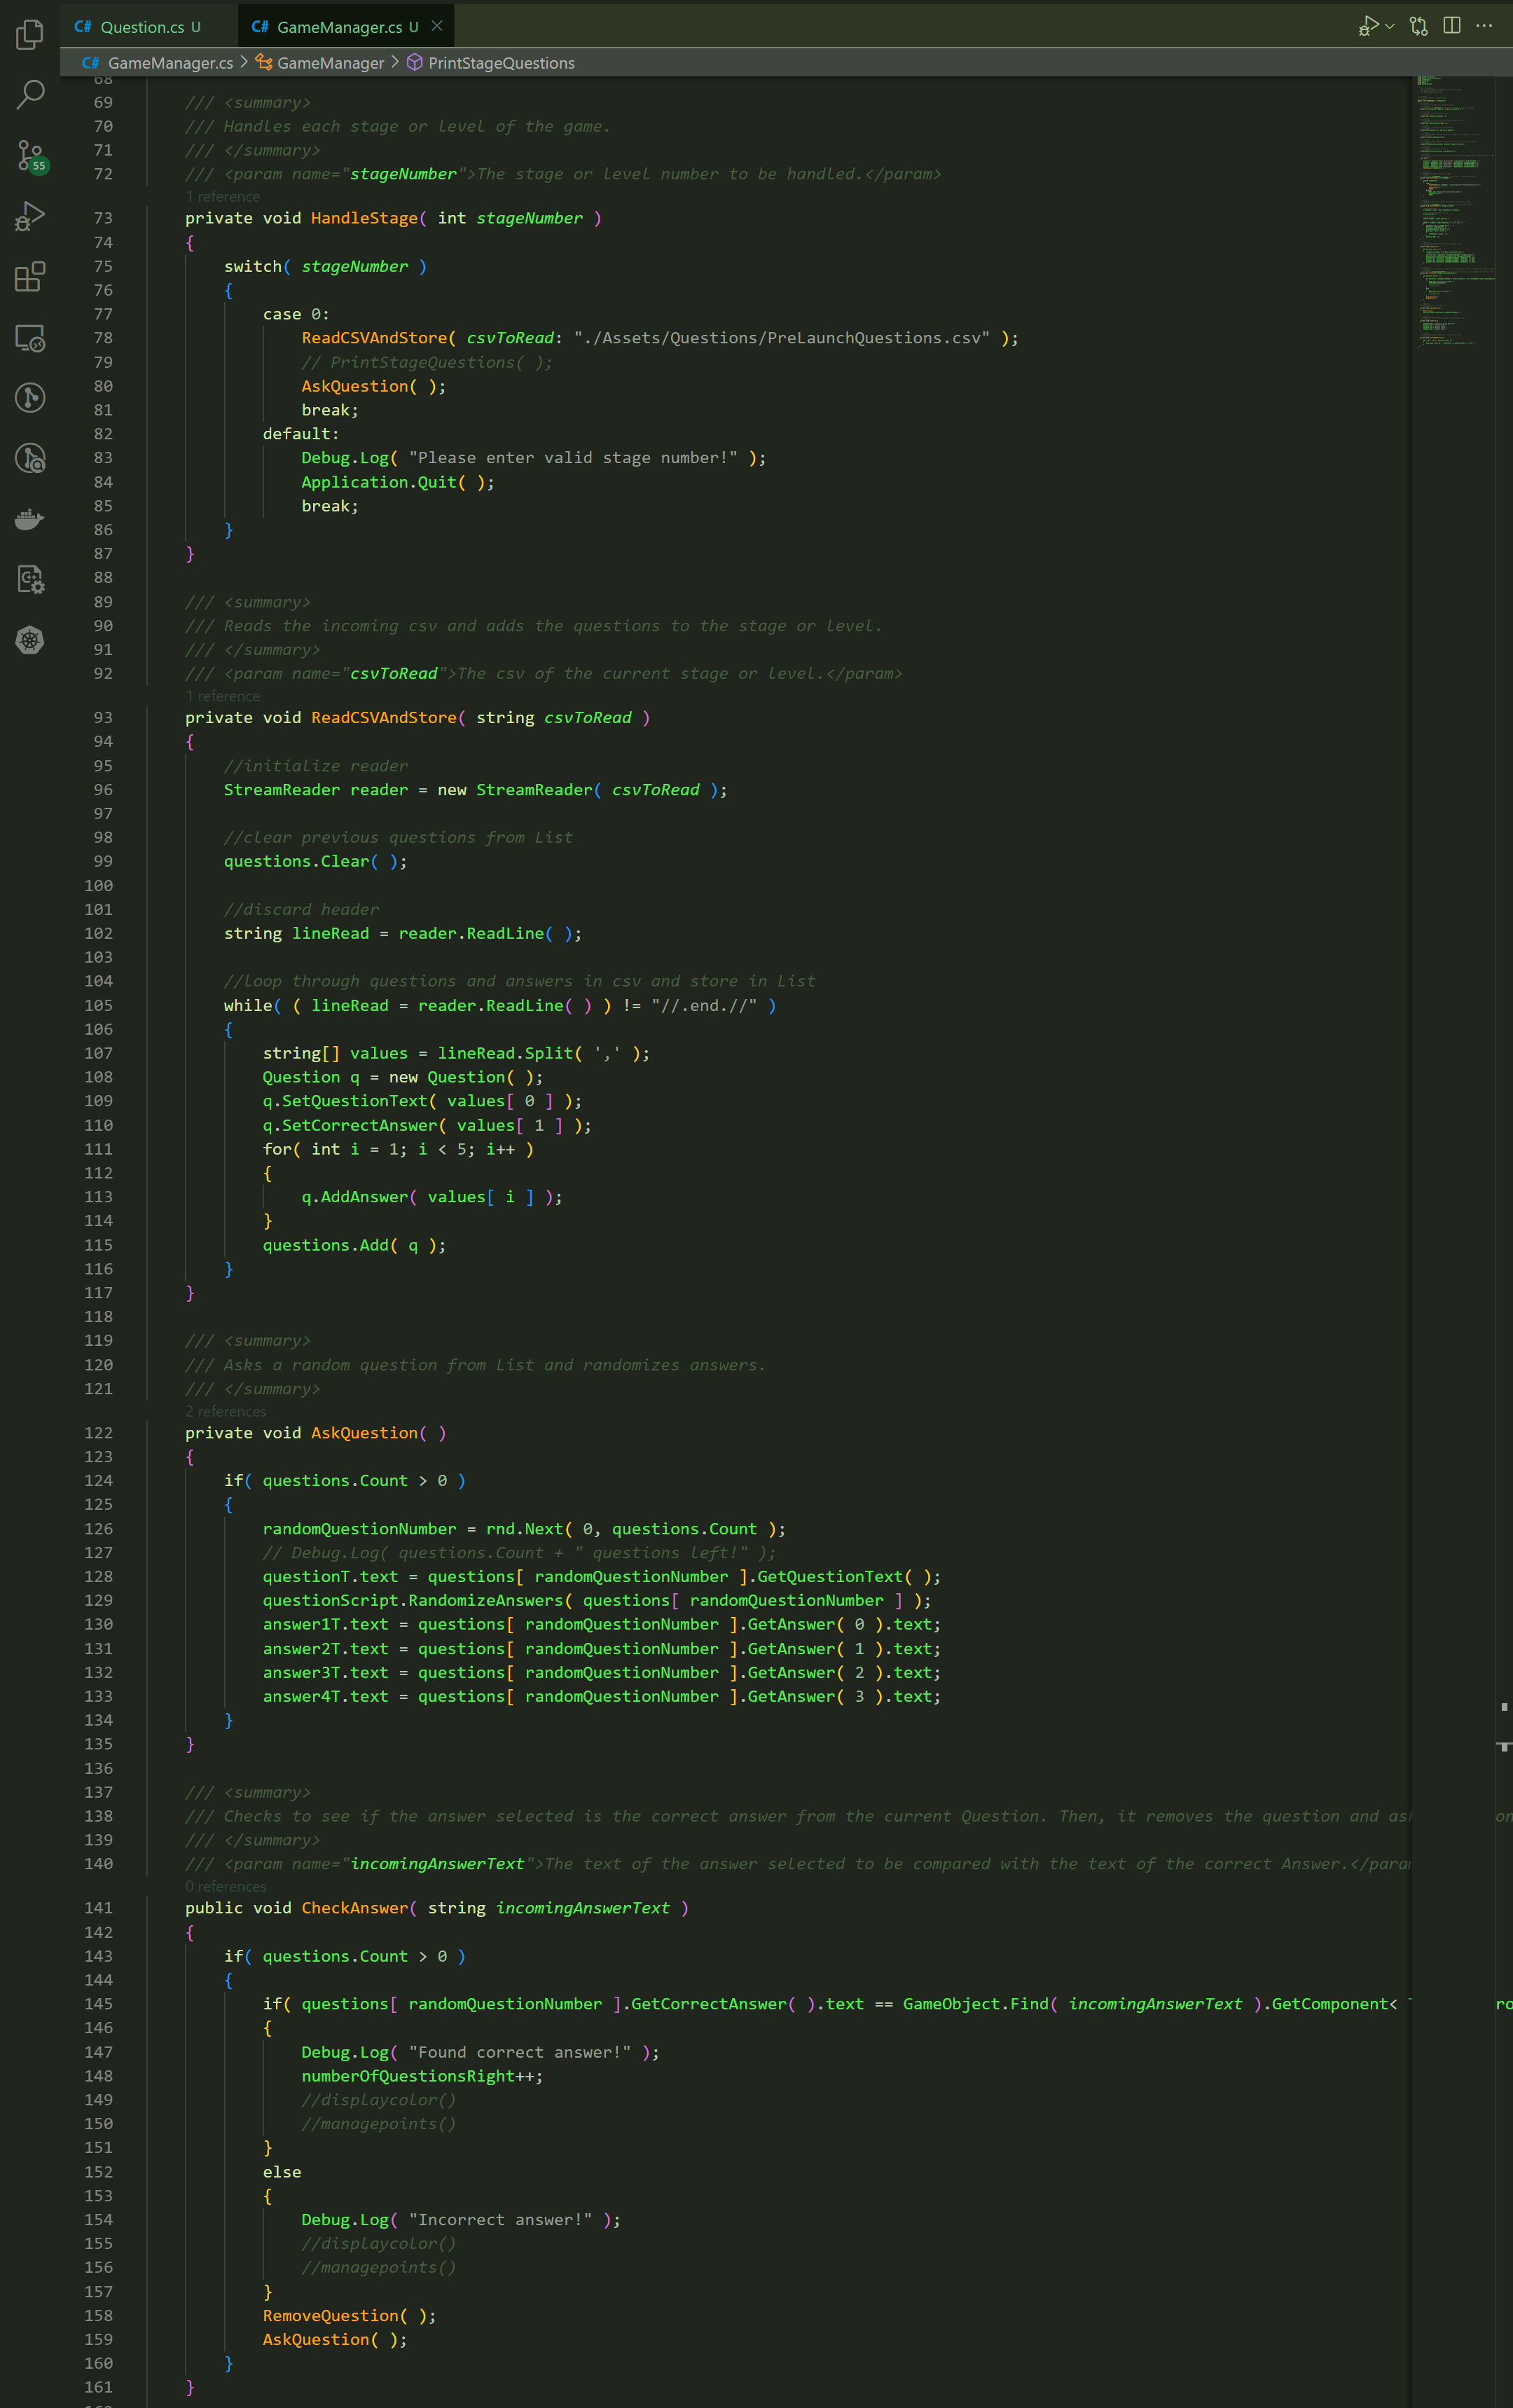 C# Question.cs U
C# GameManager.cs U
C# GameManager.cs > GameManager > PrintStageQuestions
55
68
69 /// <summary>
70 /// Handles each stage or level of the game.
71 /// </summary>
72 /// <param name="stageNumber">The stage or level number to be handled.</param>
1 reference
73 private void HandleStage( int stageNumber )
74 {
75 switch( stageNumber )
76 {
77 case 0:
78 ReadCSVAndStore( csvToRead: "./Assets/Questions/PreLaunchQuestions.csv" );
79 // PrintStageQuestions( );
80 AskQuestion( );
81 break;
82 default:
83 Debug.Log( "Please enter valid stage number!" );
84 Application.Quit( );
85 break;
86 }
87 }
88
89 /// <summary>
90 /// Reads the incoming csv and adds the questions to the stage or level.
91 /// </summary>
92 /// <param name="csvToRead">The csv of the current stage or level.</param>
1 reference
93 private void ReadCSVAndStore( string csvToRead )
94 {
95 //initialize reader
96 StreamReader reader = new StreamReader( csvToRead );
97
98 //clear previous questions from List
99 questions.Clear( );
100
101 //discard header
102 string lineRead = reader.ReadLine( );
103
104 //loop through questions and answers in csv and store in List
105 while( ( lineRead = reader.ReadLine( ) ) != "//.end.//" )
106 {
107 string[] values = lineRead.Split( ',' );
108 Question q = new Question( );
109 q.SetQuestionText( values[ 0 ] );
110 q.SetCorrectAnswer( values[ 1 ] );
111 for( int i = 1; i < 5; i++ )
112 {
113 q.AddAnswer( values[ i ] );
114 }
115 questions.Add( q );
116 }
117 }
118
119 /// <summary>
120 /// Asks a random question from List and randomizes answers.
121 /// </summary>
2 references
122 private void AskQuestion( )
123 {
124 if( questions.Count > 0 )
125 {
126 randomQuestionNumber = rnd.Next( 0, questions.Count );
127 // Debug.Log( questions.Count + " questions left!" );
128 questionT.text = questions[ randomQuestionNumber ].GetQuestionText( );
129 questionScript.RandomizeAnswers( questions[ randomQuestionNumber ] );
130 answer1T.text = questions[ randomQuestionNumber ].GetAnswer( 0 ).text;
131 answer2T.text = questions[ randomQuestionNumber ].GetAnswer( 1 ).text;
132 answer3T.text = questions[ randomQuestionNumber ].GetAnswer( 2 ).text;
133 answer4T.text = questions[ randomQuestionNumber ].GetAnswer( 3 ).text;
134 }
135 }
136
137 /// <summary>
138 /// Checks to see if the answer selected is the correct answer from the current Question. Then, it removes the question and
139 /// </summary>
140 /// <param name="incomingAnswerText">The text of the answer selected to be compared with the text of the correct Answer.</para
0 references
141 public void CheckAnswer( string incomingAnswerText )
142 {
143 if( questions.Count > 0 )
144 {
145 if( questions[ randomQuestionNumber ].GetCorrectAnswer( ).text == GameObject.Find( incomingAnswerText ).GetComponent<
146 {
147 Debug.Log( "Found correct answer!" );
148 numberOfQuestionsRight++;
149 //displaycolor()
150 //managepoints()
151 }
152 else
153 {
154 Debug.Log( "Incorrect answer!" );
155 //displaycolor()
156 //managepoints()
157 }
158 RemoveQuestion( );
159 AskQuestion( );
160 }
161 }